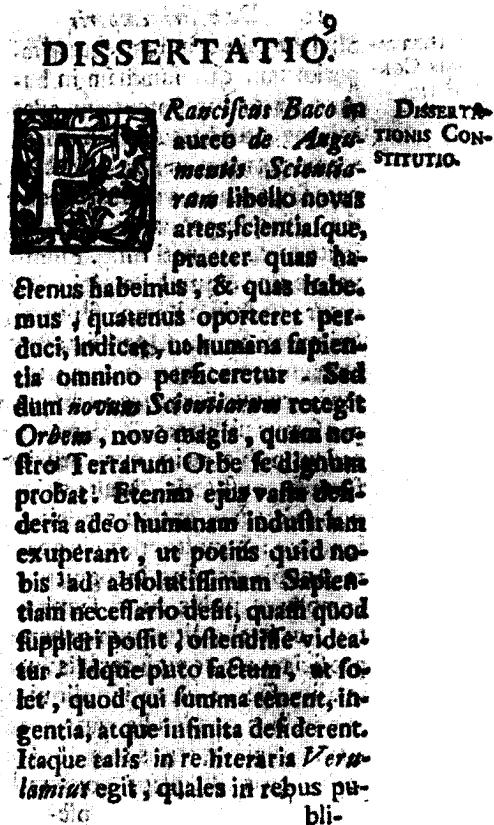 9
DISSERTATIO.
FRanciſcus Baco in
aureo de Augu-
mentis Scientia-
rum libello novas
artes, ſcientiaſque,
praeter quas ha-
ctenus habemus, & quas habe-
mus, quatenus oporteret per-
duci, indicat, ut humana ſapien-
tia omnino perficeretur. Sed
dum novum Scientiarum retegit
Orbem, novo magis, quam no-
ſtro Terrarum Orbe ſe dignum
probat. Etenim ejus vaſta deſi-
deria adeo humanam induſtriam
exuperant, ut potius quid no-
bis ad abſolutiſſimam Sapien-
tiam neceſſario deſit, quam quod
ſuppleri poſſit, oſtendiſſe videa-
tur. Idque puto factum, ut ſo-
let, quod qui ſumma tenent, in-
gentia, atque infinita deſiderent.
Itaque talis in re literaria Veru-
lamius egit, quales in rebus pu-
bli-
DISSERTA-
TIONIS CON-
STITUTIO.